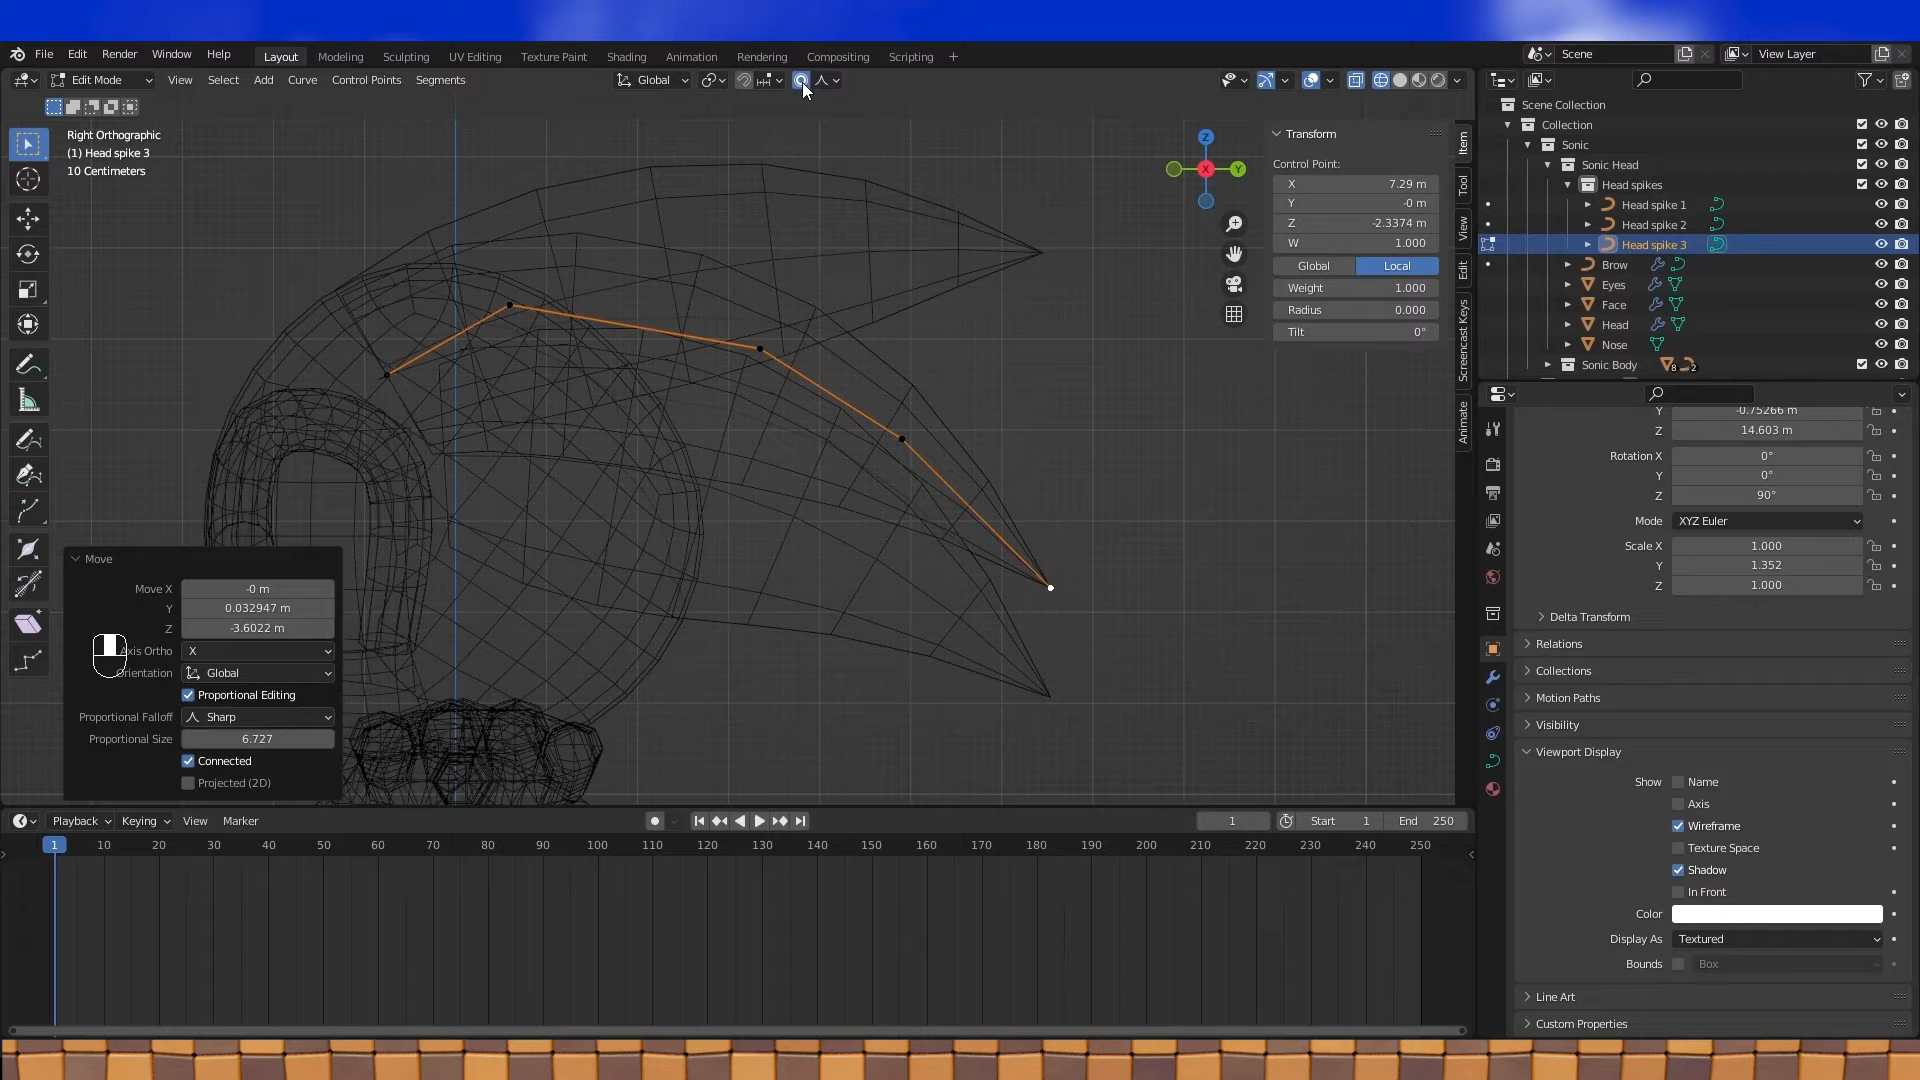 File Edit Render Window Help Layout Modeling Sculpting UV Editing Texture Paint Shading Animation Rendering Compositing Scripting + Scene View Layer
Edit Mode View Select Add Curve Control Points Segments Global
Right Orthographic
(1) Head spike 3
10 Centimeters
Z
X
Y
Transform
Control Point:
X 7.29 m
Y -0 m
Z -2.3374 m
W 1.000
Global Local
Weight 1.000
Radius 0.000
Tilt 0°
Item
Tool
View
Edit
Screencast Keys
Animate
Scene Collection
Collection
Sonic
Sonic Head
Head spikes
Head spike 1
Head spike 2
Head spike 3
Brow
Eyes
Face
Head
Nose
Sonic Body 8 2
Y -0.75266 m
Z 14.603 m
Rotation X 0°
Y 0°
Z 90°
Mode XYZ Euler
Scale X 1.000
Y 1.352
Z 1.000
Delta Transform
Relations
Collections
Motion Paths
Visibility
Viewport Display
Show Name
Axis
Wireframe
Texture Space
Shadow
In Front
Color
Display As Textured
Bounds Box
Line Art
Custom Properties
Move
Move X -0 m
Y 0.032947 m
Z -3.6022 m
Axis Ortho X
Orientation Global
Proportional Editing
Proportional Falloff Sharp
Proportional Size 6.727
Connected
Projected (2D)
Playback Keying View Marker 1 Start 1 End 250
1 10 20 30 40 50 60 70 80 90 100 110 120 130 140 150 160 170 180 190 200 210 220 230 240 250